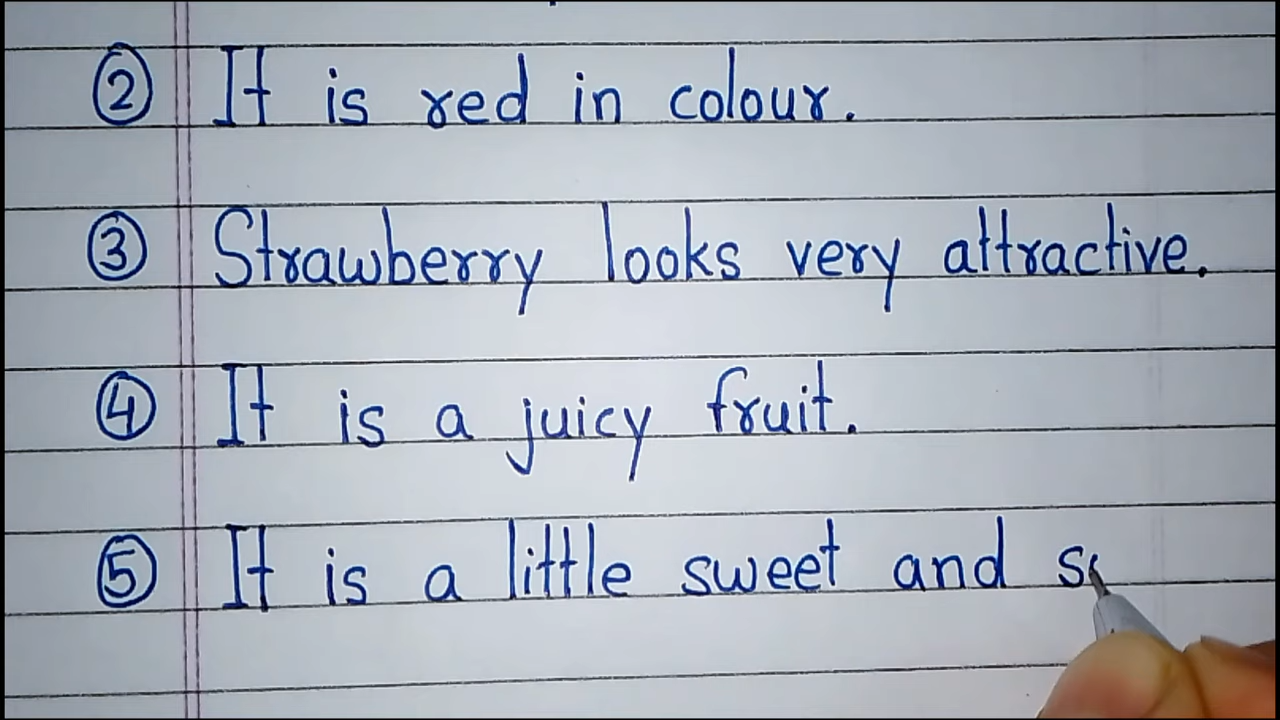 ② It is red in colour.
③ Strawberry looks very attractive.
④ It is a juicy fruit.
⑤ It is a little sweet and